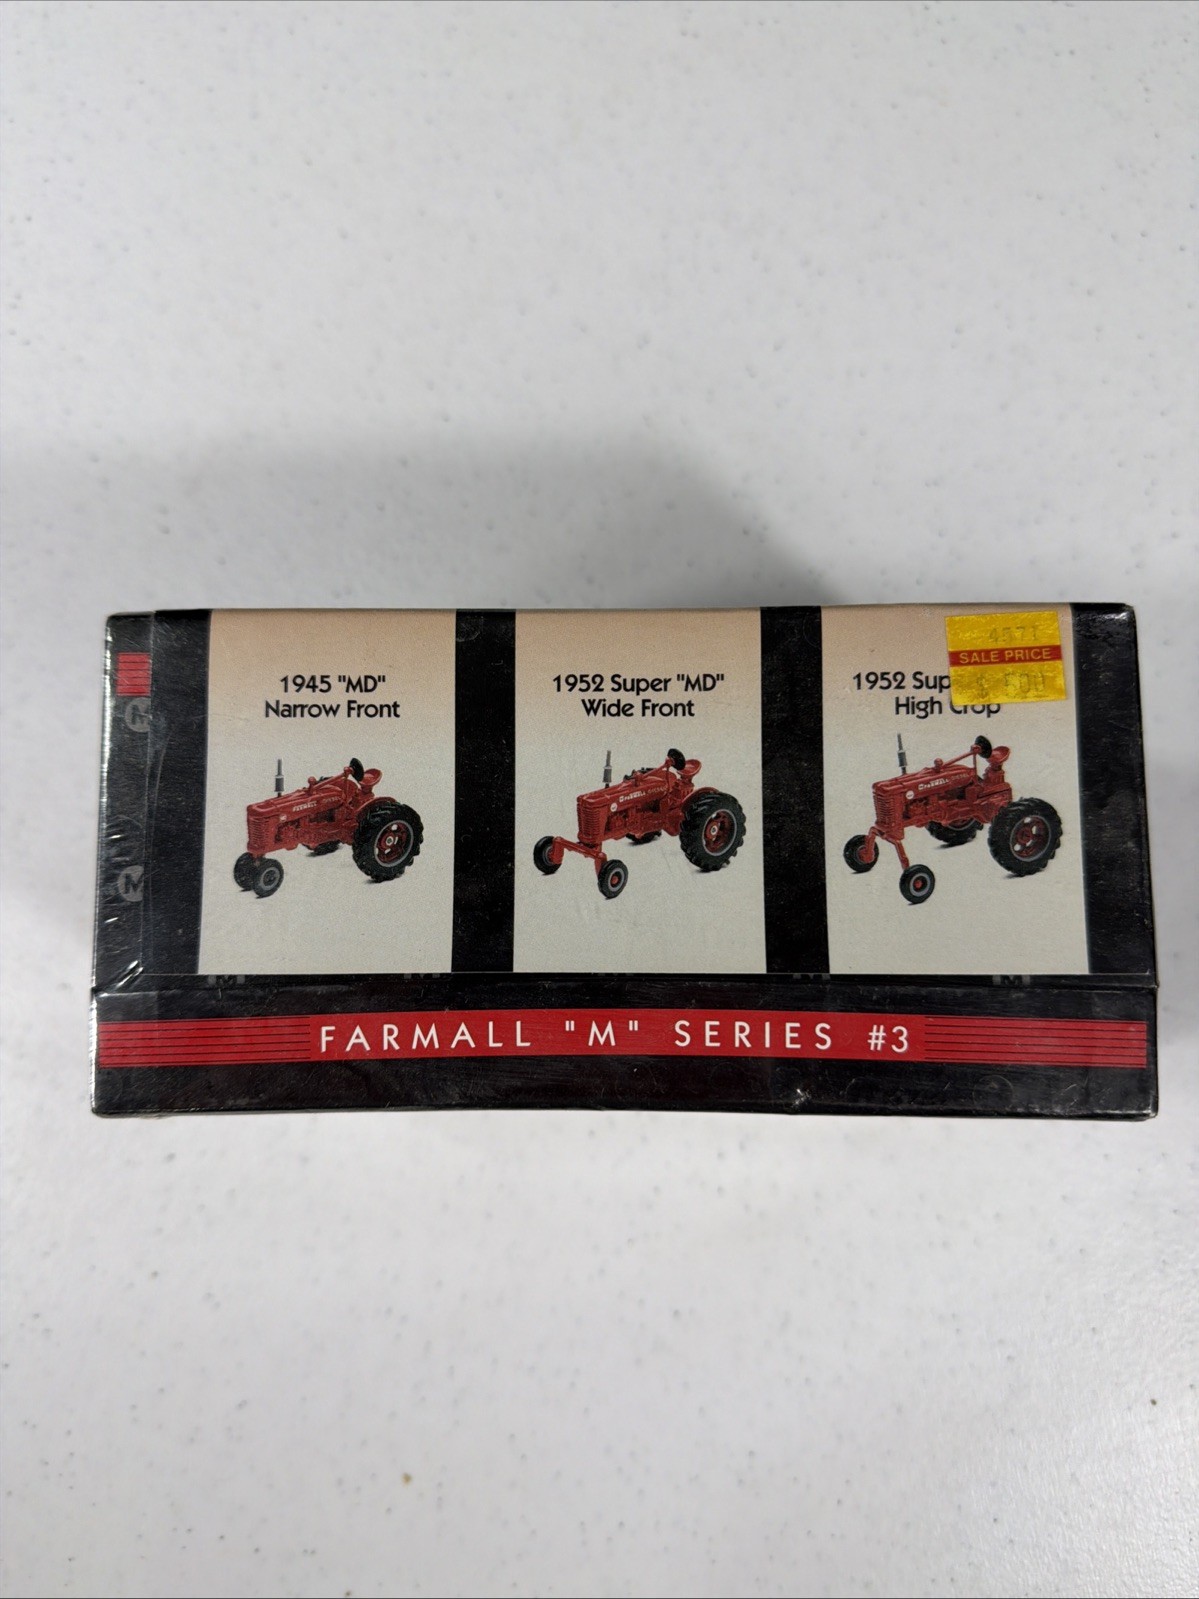 1945 "MD"
Narrow Front
1952 Super "MD"
Wide Front
1952 Sup
High Crop
4571
SALE PRICE
$ 500
FARMALL "M" SERIES #3
M
M